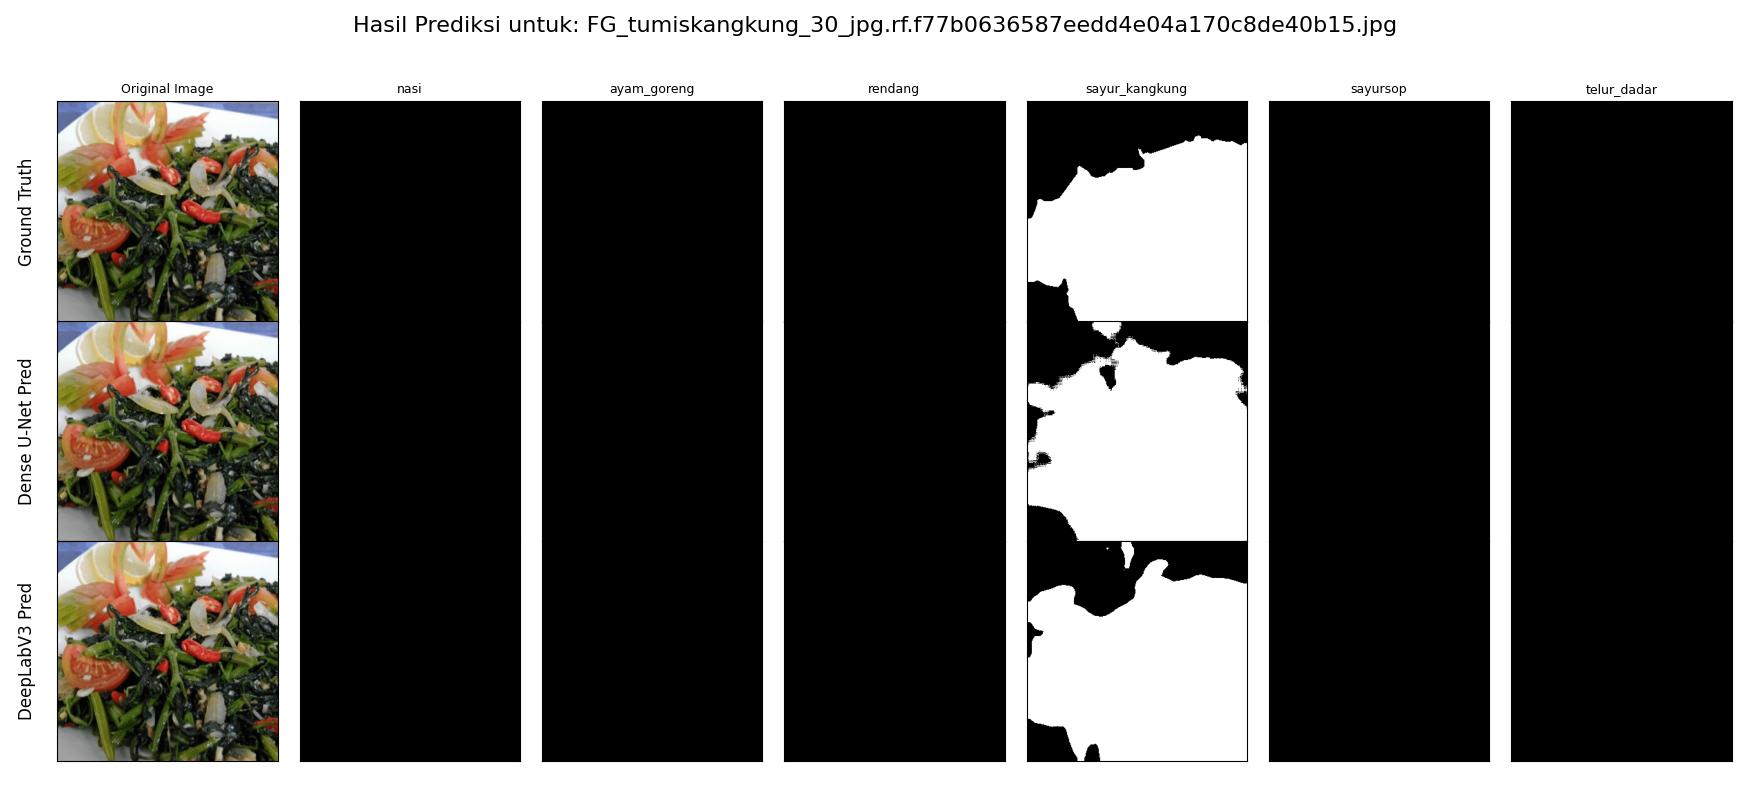 Hasil Prediksi untuk: FG_tumiskangkung_30_jpg.rf.f77b0636587eedd4e04a170c8de40b15.jpg
Original Image
nasi
ayam_goreng
rendang
sayur_kangkung
sayursop
telur_dadar
Ground Truth
Dense U-Net Pred
DeepLabV3 Pred